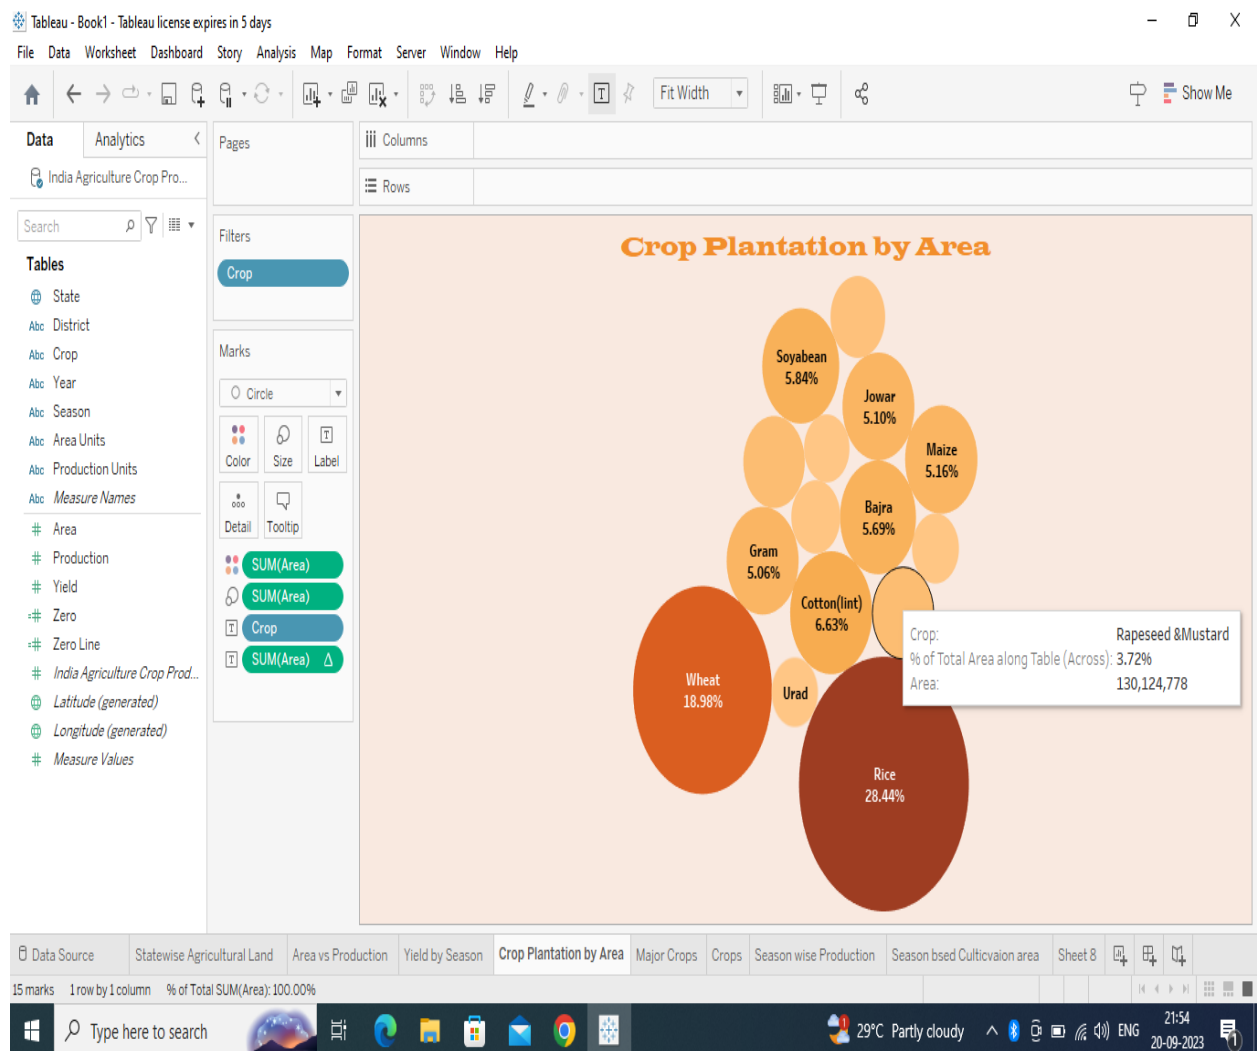 Tableau - Book1 - Tableau license expires in 5 days
File Data Worksheet Dashboard Story Analysis Map Format Server Window Help
Fit Width
Show Me
Data Analytics
India Agriculture Crop Pro...
Search
Tables
State
Abc District
Abc Crop
Abc Year
Abc Season
Abc Area Units
Abc Production Units
Abc Measure Names
# Area
# Production
# Yield
=# Zero
=# Zero Line
# India Agriculture Crop Prod...
Latitude (generated)
Longitude (generated)
# Measure Values
Pages
Filters
Crop
Marks
Circle
Color Size Label
Detail Tooltip
SUM(Area)
SUM(Area)
Crop
SUM(Area) Δ
Columns
Rows
Crop Plantation by Area
Soyabean
5.84%
Jowar
5.10%
Maize
5.16%
Bajra
5.69%
Gram
5.06%
Cotton(lint)
6.63%
Crop: Rapeseed &Mustard
% of Total Area along Table (Across): 3.72%
Area: 130,124,778
Wheat
18.98%
Urad
Rice
28.44%
Data Source Statewise Agricultural Land Area vs Production Yield by Season Crop Plantation by Area Major Crops Crops Season wise Production Season bsed Culticvaion area Sheet 8
15 marks 1 row by 1 column % of Total SUM(Area): 100.00%
Type here to search
1
29°C Partly cloudy
ENG
21:54
20-09-2023
1